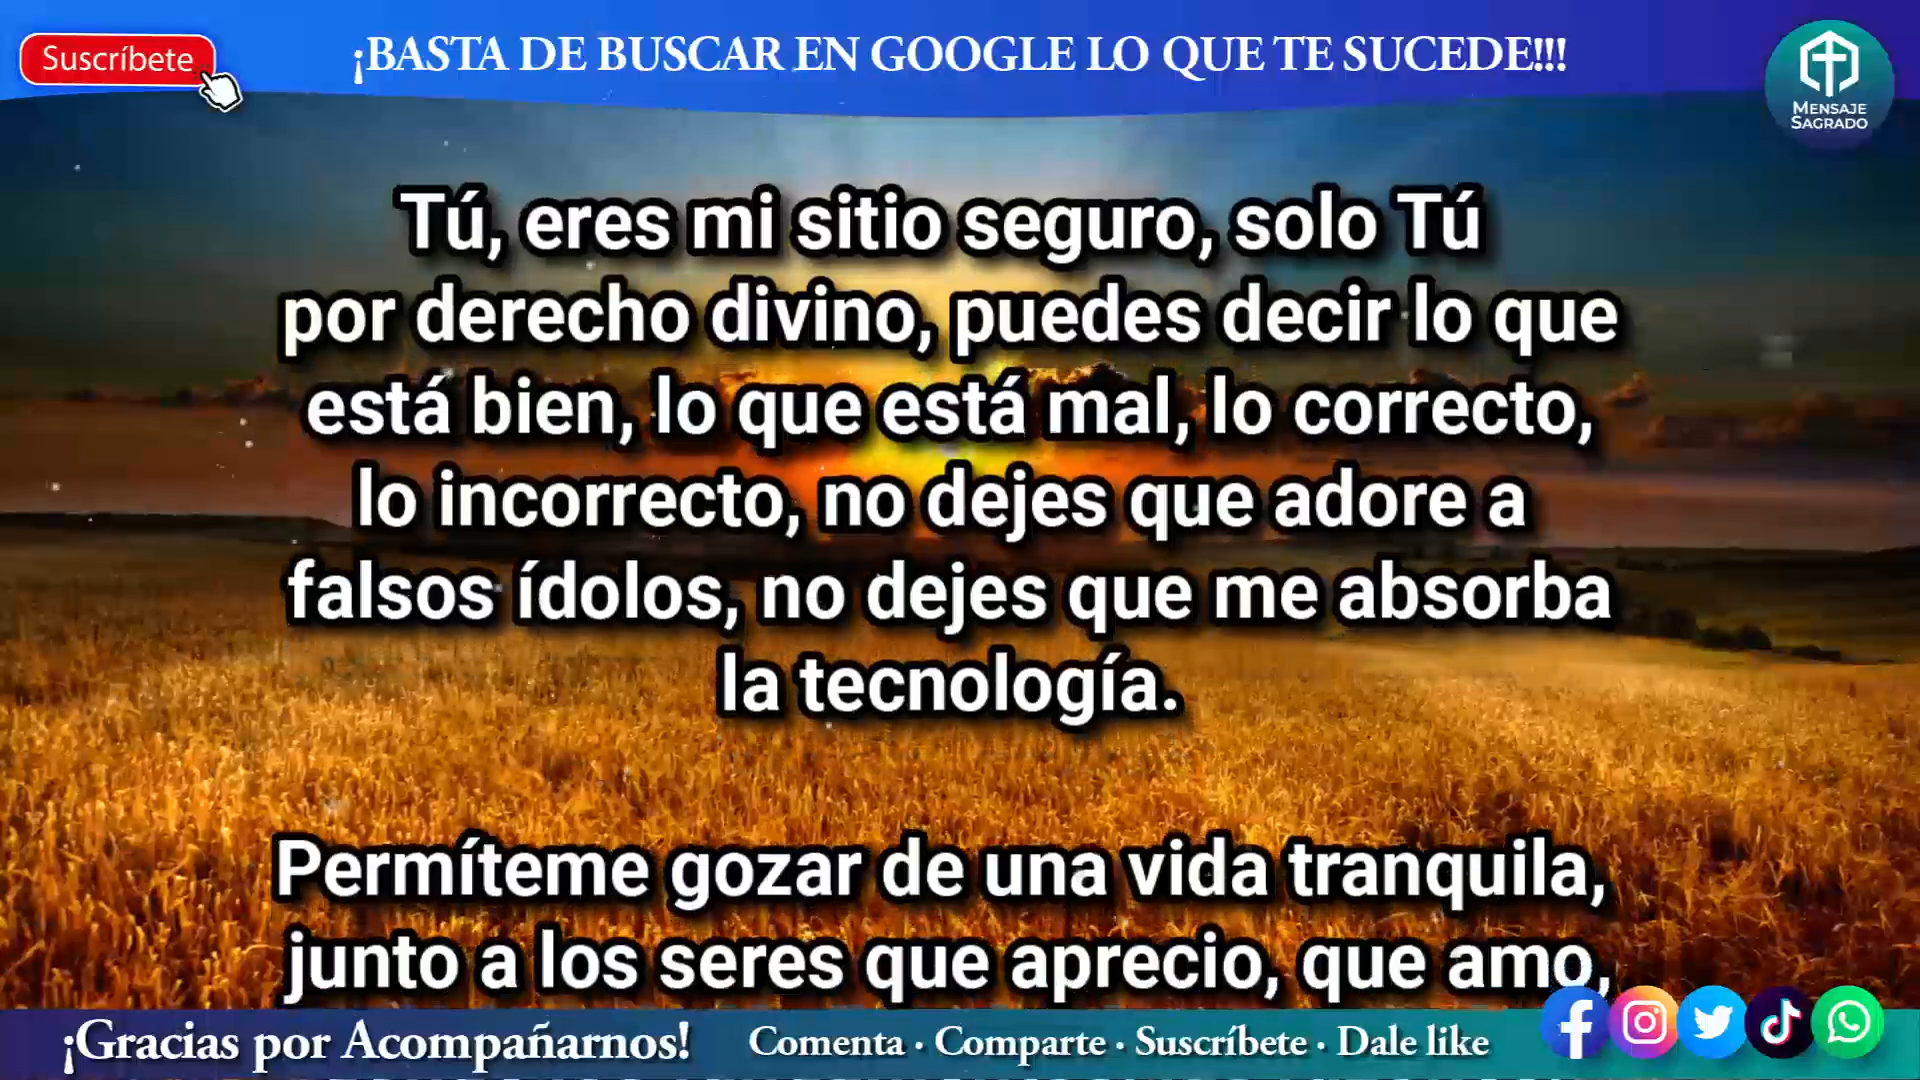 Suscríbete
¡BASTA DE BUSCAR EN GOOGLE LO QUE TE SUCEDE!!!
MENSAJE
SAGRADO
Tú, eres mi sitio seguro, solo Tú
por derecho divino, puedes decir lo que
está bien, lo que está mal, lo correcto,
lo incorrecto, no dejes que adore a
falsos ídolos, no dejes que me absorba
la tecnología.
Permíteme gozar de una vida tranquila,
junto a los seres que aprecio, que amo,
¡Gracias por Acompañarnos!
Comenta · Comparte · Suscríbete · Dale like